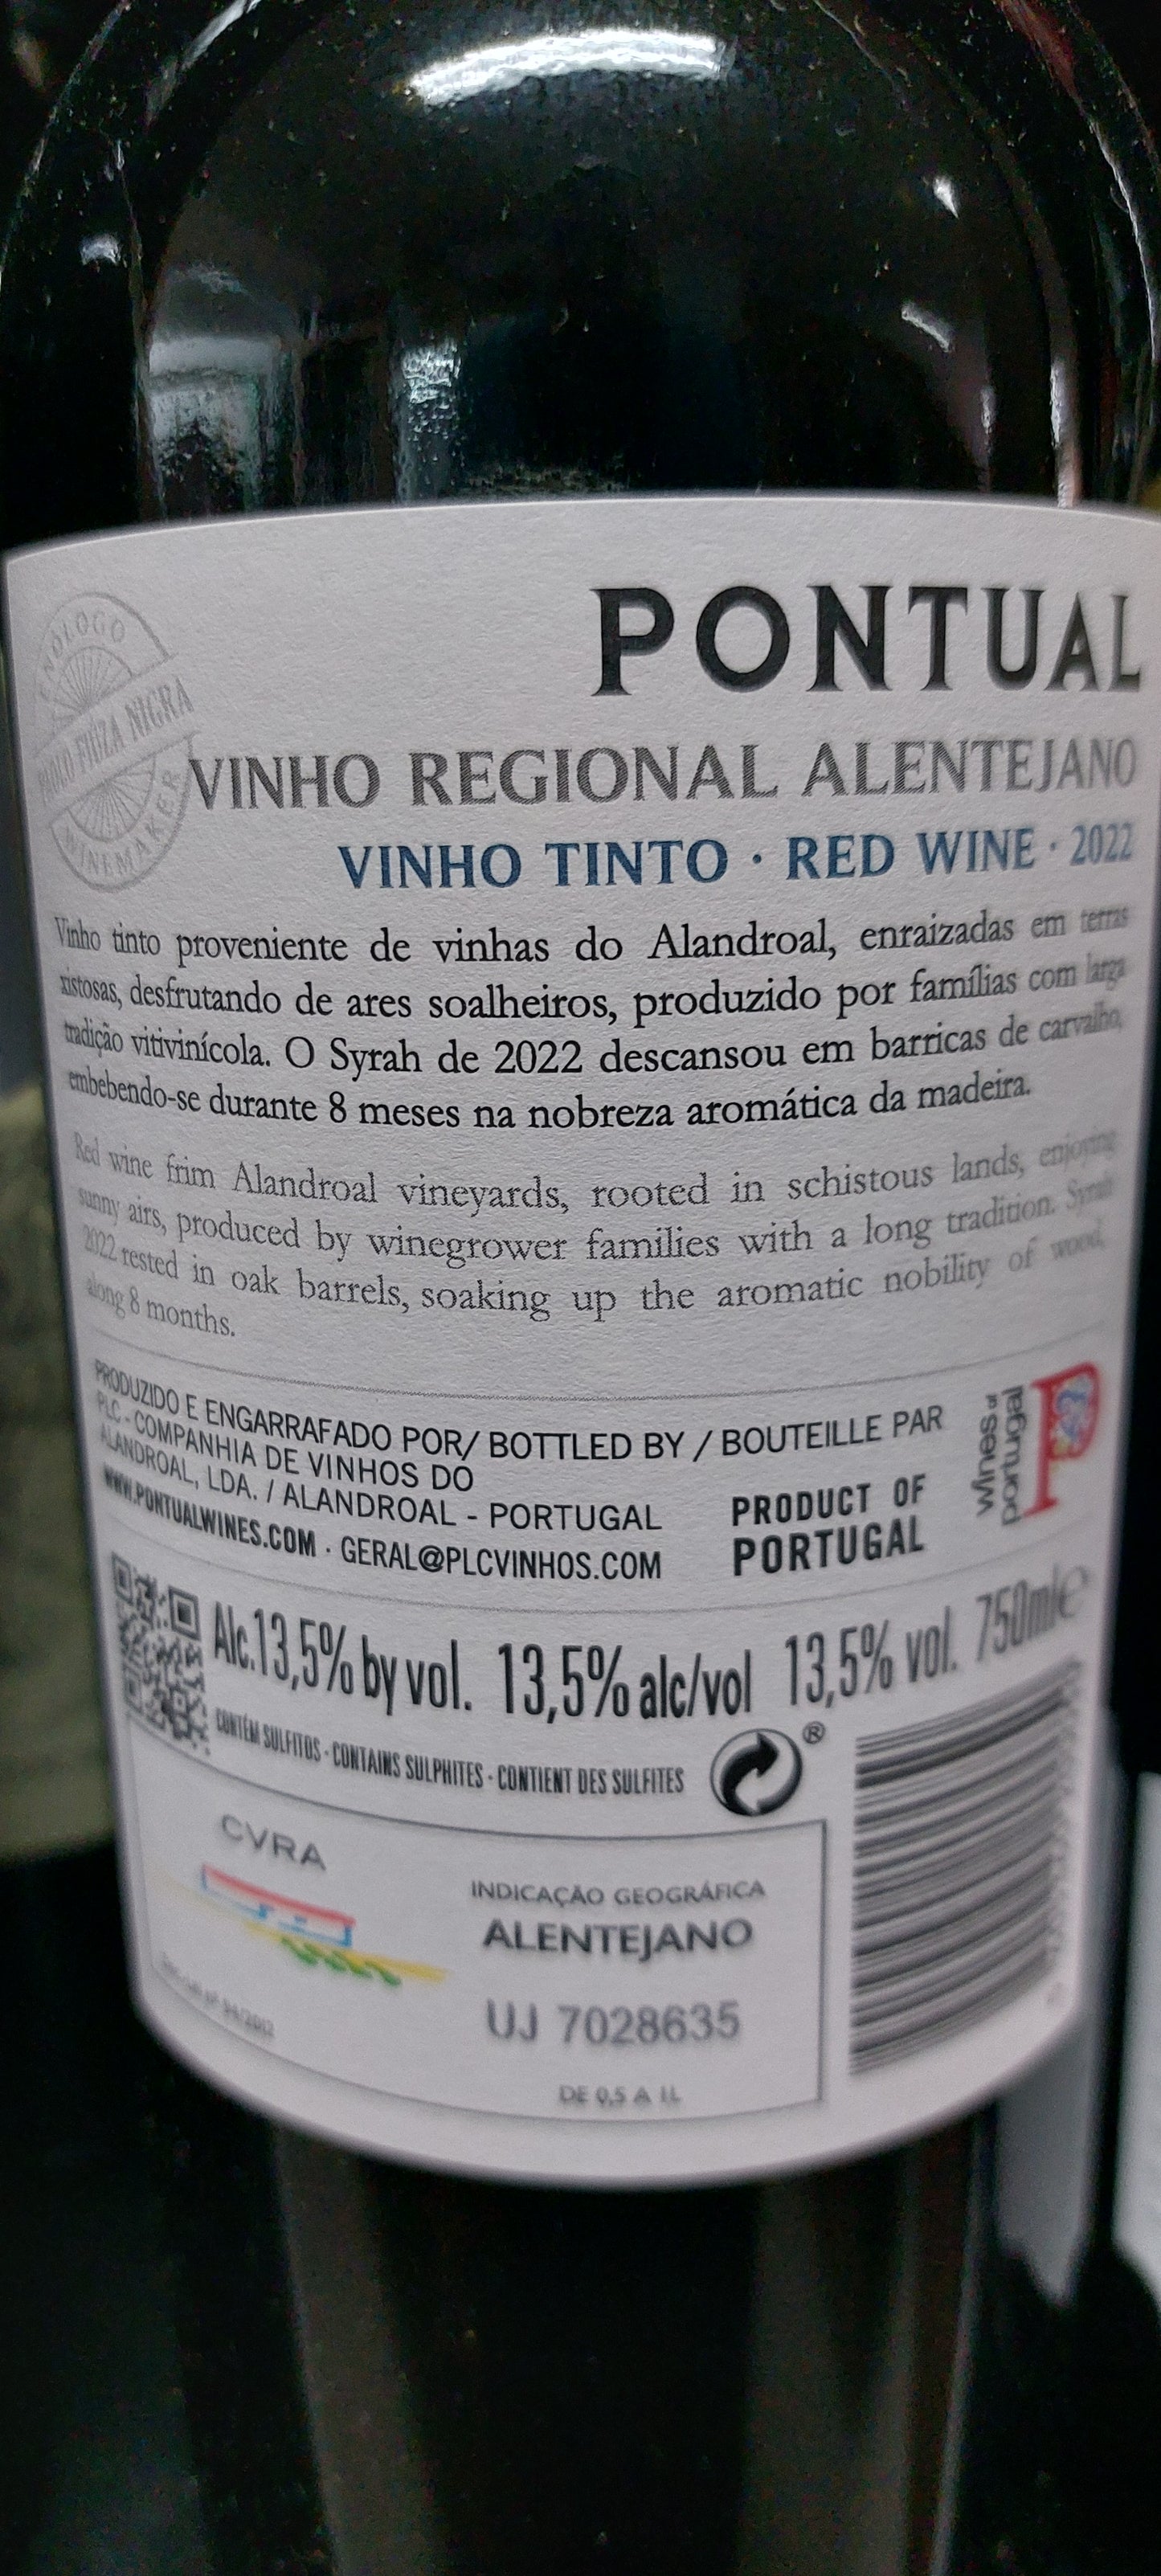 ENÓLOGO
PAULO FIÚZA NIGRA
WINEMAKER
PONTUAL
VINHO REGIONAL ALENTEJANO
VINHO TINTO · RED WINE · 2022
Vinho tinto proveniente de vinhas do Alandroal, enraizadas em terras
xistosas, desfrutando de ares soalheiros, produzido por famílias com larga
tradição vitivinícola. O Syrah de 2022 descansou em barricas de carvalho,
embebendo-se durante 8 meses na nobreza aromática da madeira.
Red wine frim Alandroal vineyards, rooted in schistous lands, enjoying
sunny airs, produced by winegrower families with a long tradition. Syrah
2022 rested in oak barrels, soaking up the aromatic nobility of wood,
along 8 months.
PRODUZIDO E ENGARRAFADO POR/ BOTTLED BY / BOUTEILLE PAR
PLC - COMPANHIA DE VINHOS DO
ALANDROAL, LDA. / ALANDROAL - PORTUGAL
WWW.PONTUALWINES.COM · GERAL@PLCVINHOS.COM
PRODUCT OF
PORTUGAL
wines of
portugal
Alc.13,5% by vol. 13,5% alc/vol 13,5% vol. 750ml e
CONTÉM SULFITOS · CONTAINS SULPHITES · CONTIENT DES SULFITES
®
CVRA
INDICAÇÃO GEOGRÁFICA
ALENTEJANO
UJ 7028635
DE 0,5 A 1L